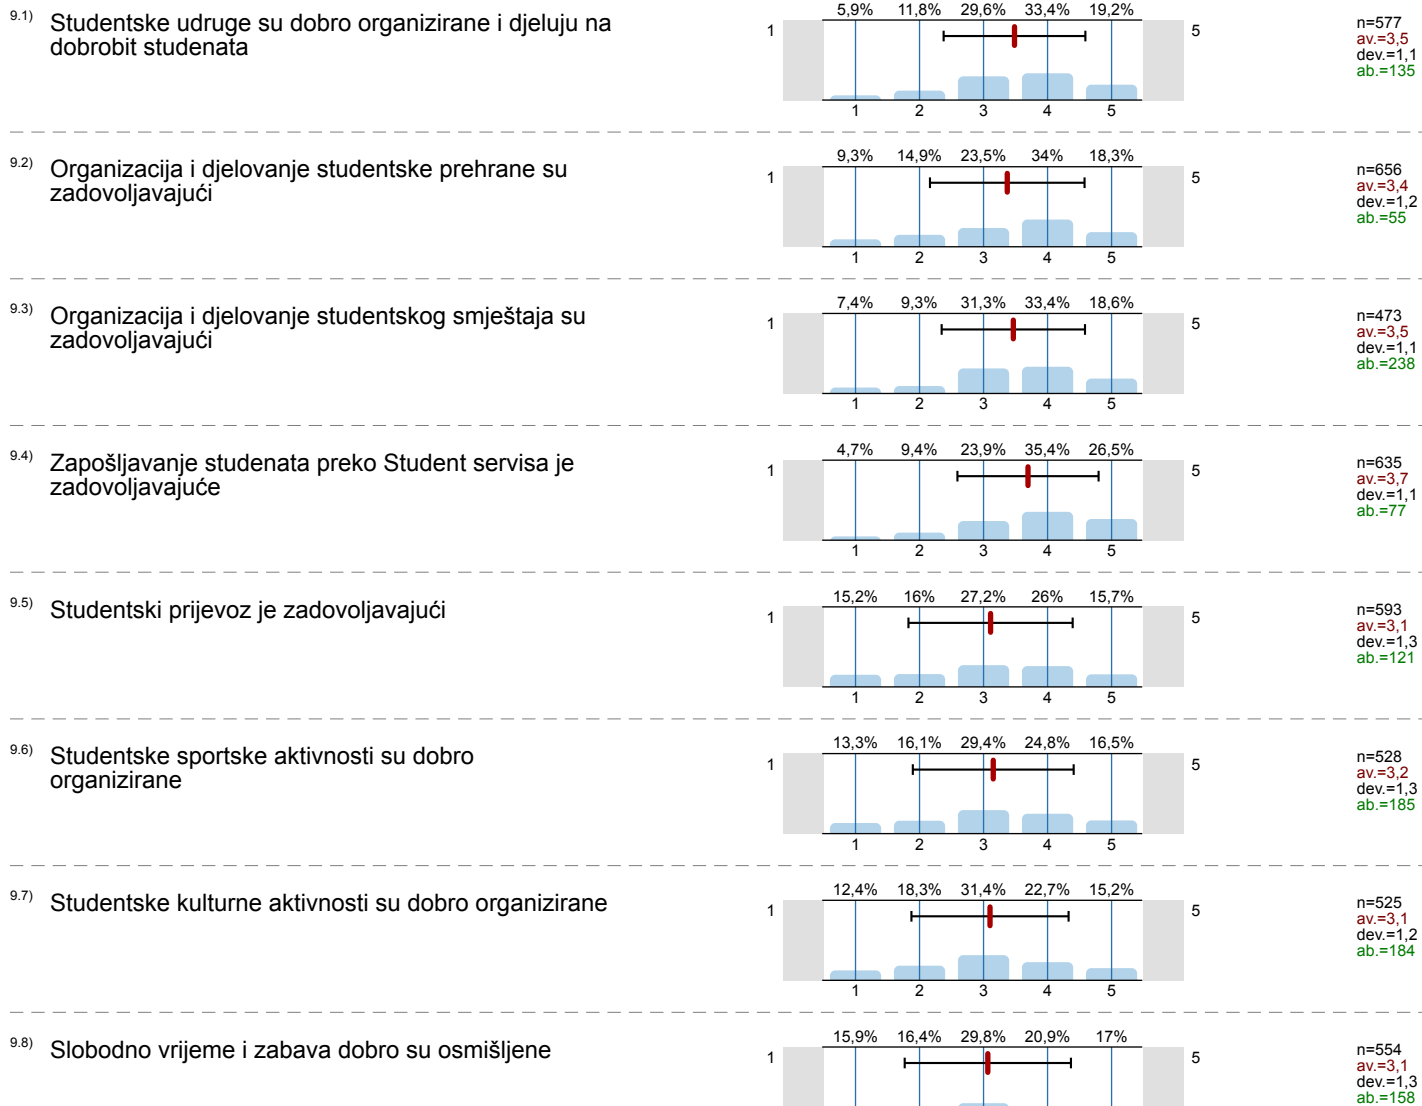 9.1) Studentske udruge su dobro organizirane i djeluju na
dobrobit studenata
5,9% 11,8% 29,6% 33,4% 19,2%
1 5
1 2 3 4 5
n=577
av.=3,5
dev.=1,1
ab.=135
9.2) Organizacija i djelovanje studentske prehrane su
zadovoljavajući
9,3% 14,9% 23,5% 34% 18,3%
1 5
1 2 3 4 5
n=656
av.=3,4
dev.=1,2
ab.=55
9.3) Organizacija i djelovanje studentskog smještaja su
zadovoljavajući
7,4% 9,3% 31,3% 33,4% 18,6%
1 5
1 2 3 4 5
n=473
av.=3,5
dev.=1,1
ab.=238
9.4) Zapošljavanje studenata preko Student servisa je
zadovoljavajuće
4,7% 9,4% 23,9% 35,4% 26,5%
1 5
1 2 3 4 5
n=635
av.=3,7
dev.=1,1
ab.=77
9.5) Studentski prijevoz je zadovoljavajući
15,2% 16% 27,2% 26% 15,7%
1 5
1 2 3 4 5
n=593
av.=3,1
dev.=1,3
ab.=121
9.6) Studentske sportske aktivnosti su dobro
organizirane
13,3% 16,1% 29,4% 24,8% 16,5%
1 5
1 2 3 4 5
n=528
av.=3,2
dev.=1,3
ab.=185
9.7) Studentske kulturne aktivnosti su dobro organizirane
12,4% 18,3% 31,4% 22,7% 15,2%
1 5
1 2 3 4 5
n=525
av.=3,1
dev.=1,2
ab.=184
9.8) Slobodno vrijeme i zabava dobro su osmišljene
15,9% 16,4% 29,8% 20,9% 17%
1 5
n=554
av.=3,1
dev.=1,3
ab.=158